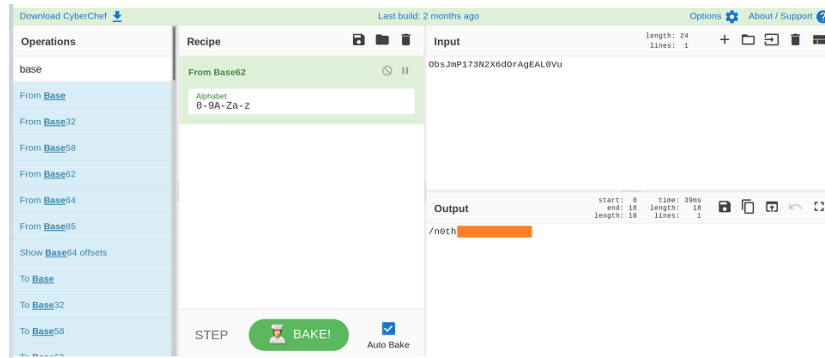 Download CyberChef
Last build: 2 months ago
Options
About / Support
Operations
Recipe
Input
length: 24
lines: 1
base
From Base62
Alphabet
0-9A-Za-z
ObsJmP173N2X6dOrAgEAL0Vu
From Base
From Base32
From Base58
From Base62
From Base64
From Base85
Show Base64 offsets
To Base
To Base32
To Base58
Output
start: 0
end: 18
length: 18
time: 39ms
length: 18
lines: 1
/n0th
STEP
BAKE!
Auto Bake